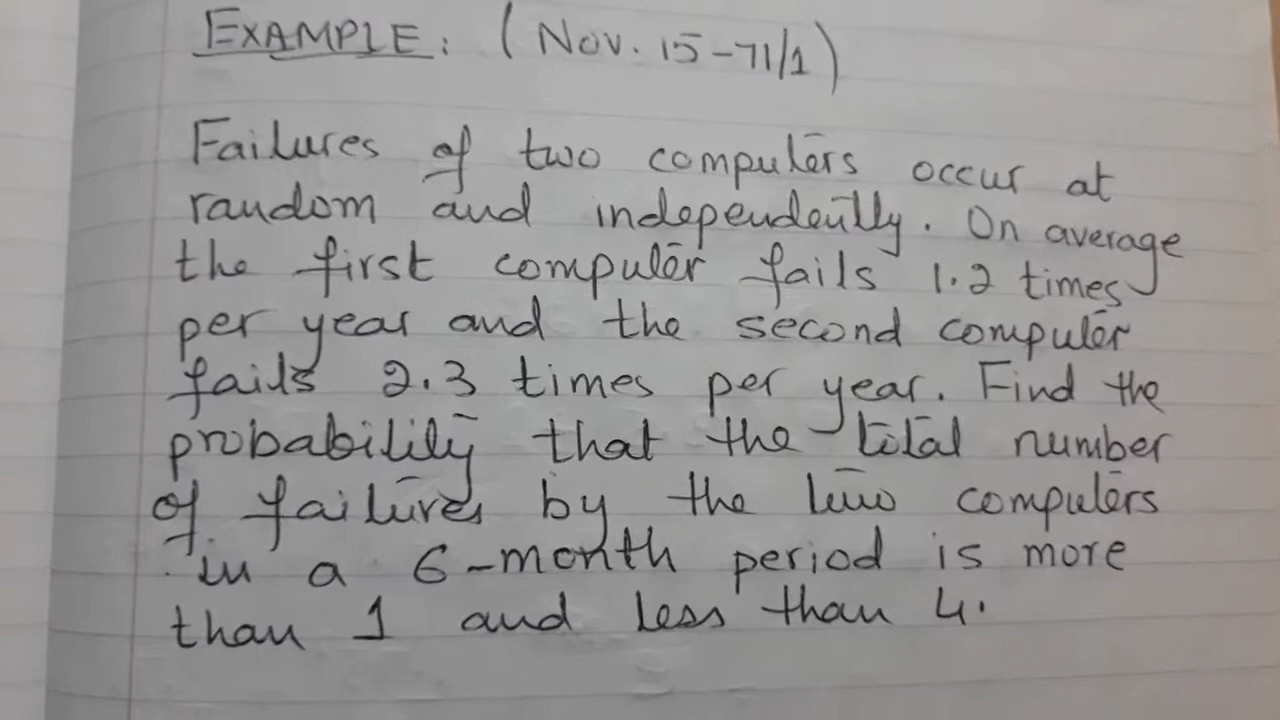 EXAMPLE: (Nov. 15-71/1)
Failures of two computers occur at
random and independently. On average
the first computer fails 1.2 times
per year and the second computer
fails 2.3 times per year. Find the
probability that the total number
of failures by the two computers
in a 6-month period is more
than 1 and less than 4.